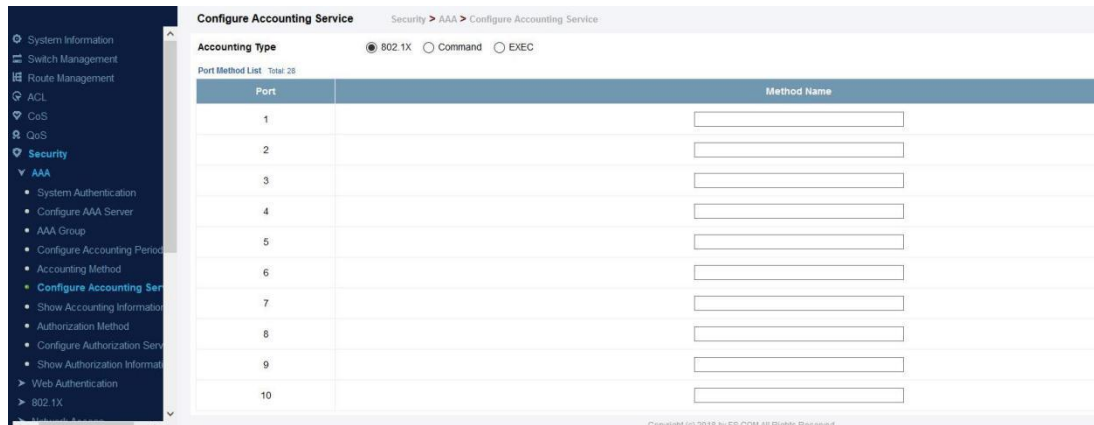 Configure Accounting Service
Security > AAA > Configure Accounting Service
System Information
Switch Management
Route Management
ACL
CoS
QoS
Security
AAA
System Authentication
Configure AAA Server
AAA Group
Configure Accounting Period
Accounting Method
Configure Accounting Ser
Show Accounting Information
Authorization Method
Configure Authorization Serv
Show Authorization Informati
Web Authentication
802.1X
Accounting Type
802.1X Command EXEC
Port Method List Total: 28
Port Method Name
1
2
3
4
5
6
7
8
9
10